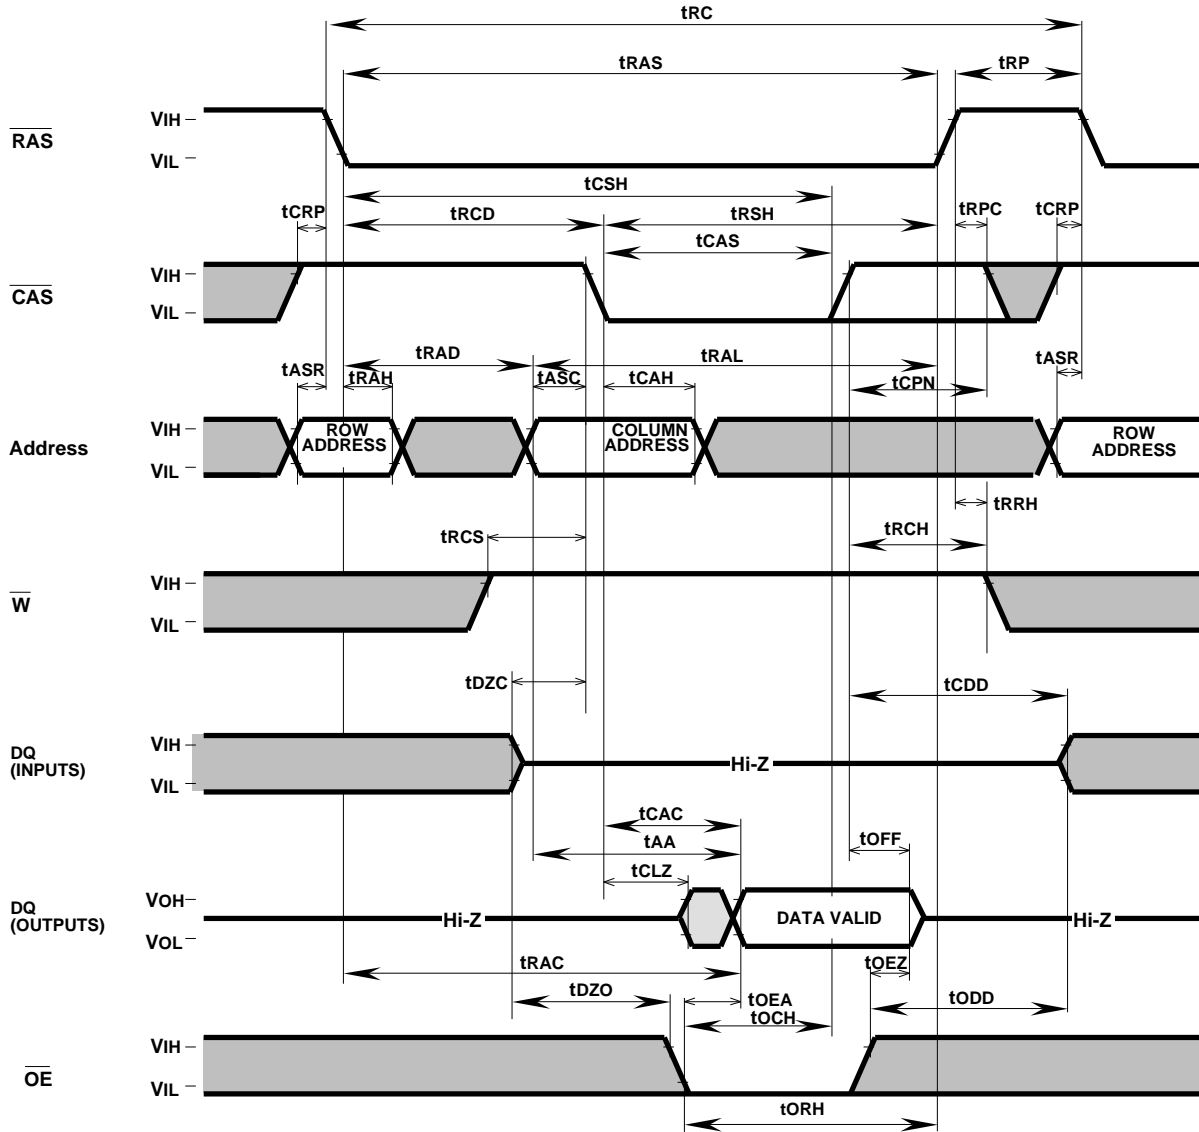 tRC
tRAS
tRP
RAS
VIH
VIL
tCSH
tCRP
tRCD
tRSH
tRPC
tCRP
tCAS
CAS
VIH
VIL
tRAD
tRAL
tASR
tRAH
tASC
tCAH
tCPN
tASR
Address
VIH
VIL
ROW
ADDRESS
COLUMN
ADDRESS
ROW
ADDRESS
tRRH
tRCS
tRCH
W
VIH
VIL
tDZC
tCDD
DQ
(INPUTS)
VIH
VIL
Hi-Z
tCAC
tAA
tOFF
tCLZ
DQ
(OUTPUTS)
VOH
VOL
Hi-Z
DATA VALID
Hi-Z
tRAC
tOEZ
tDZO
tOEA
tODD
tOCH
OE
VIH
VIL
tORH